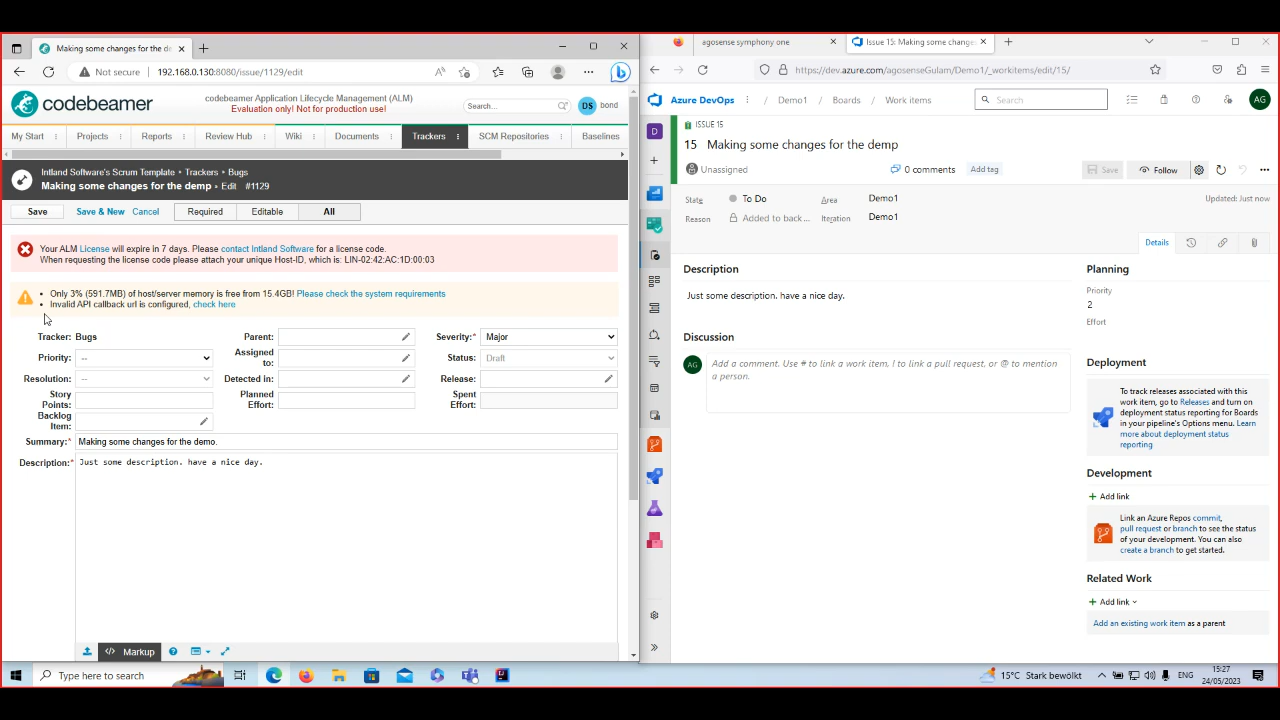 Making some changes for the de
Not secure
192.168.0.130:8080/issue/1129/edit
codebeamer
codebeamer Application Lifecycle Management (ALM)
Evaluation only! Not for production use!
Search...
DS
bond
My Start
Projects
Reports
Review Hub
Wiki
Documents
Trackers
SCM Repositories
Baselines
Intland Software's Scrum Template • Trackers • Bugs
Making some changes for the demp • Edit #1129
Save
Save & New
Cancel
Required
Editable
All
Your ALM License will expire in 7 days. Please contact Intland Software for a license code.
When requesting the license code please attach your unique Host-ID, which is: LIN-02:42:AC:1D:00:03
• Only 3% (591.7MB) of host/server memory is free from 15.4GB! Please check the system requirements
• Invalid API callback url is configured, check here
Tracker: Bugs
Parent:
Severity:* Major
Priority: --
Assigned to:
Status: Draft
Resolution: --
Detected in:
Release:
Story Points:
Planned Effort:
Spent Effort:
Backlog Item:
Summary:* Making some changes for the demo.
Description:* Just some description. have a nice day.
Markup
agosense symphony one
Issue 15: Making some change
https://dev.azure.com/agosenseGulam/Demo1/_workitems/edit/15/
Azure DevOps
/ Demo1 / Boards / Work items
Search
AG
D
ISSUE 15
15 Making some changes for the demp
Unassigned
0 comments
Add tag
Save
Follow
State
To Do
Area
Demo1
Updated: Just now
Reason
Added to back ...
Iteration
Demo1
Details
Description
Just some description. have a nice day.
Discussion
AG
Add a comment. Use # to link a work item, ! to link a pull request, or @ to mention
a person.
Planning
Priority
2
Effort
Deployment
To track releases associated with this
work item, go to Releases and turn on
deployment status reporting for Boards
in your pipeline's Options menu. Learn
more about deployment status
reporting
Development
+ Add link
Link an Azure Repos commit,
pull request or branch to see the status
of your development. You can also
create a branch to get started.
Related Work
+ Add link
Add an existing work item as a parent
Type here to search
15°C Stark bewölkt
ENG
15:27
24/05/2023